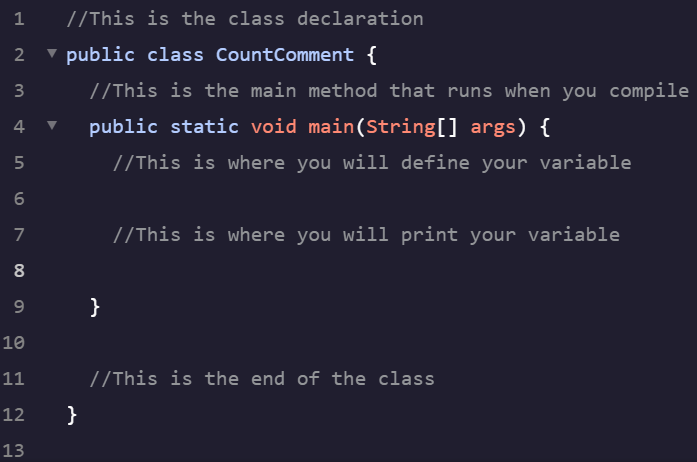 1 //This is the class declaration
2 public class CountComment {
3 //This is the main method that runs when you compile
4 public static void main(String[] args) {
5 //This is where you will define your variable
6
7 //This is where you will print your variable
8
9 }
10
11 //This is the end of the class
12 }
13